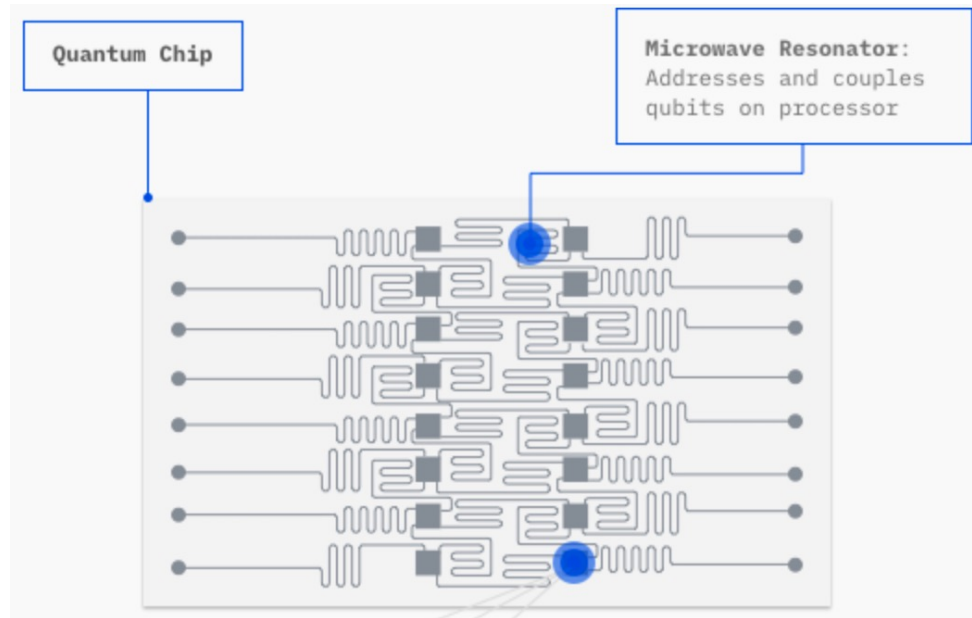 Quantum Chip
Microwave Resonator:
Addresses and couples
qubits on processor